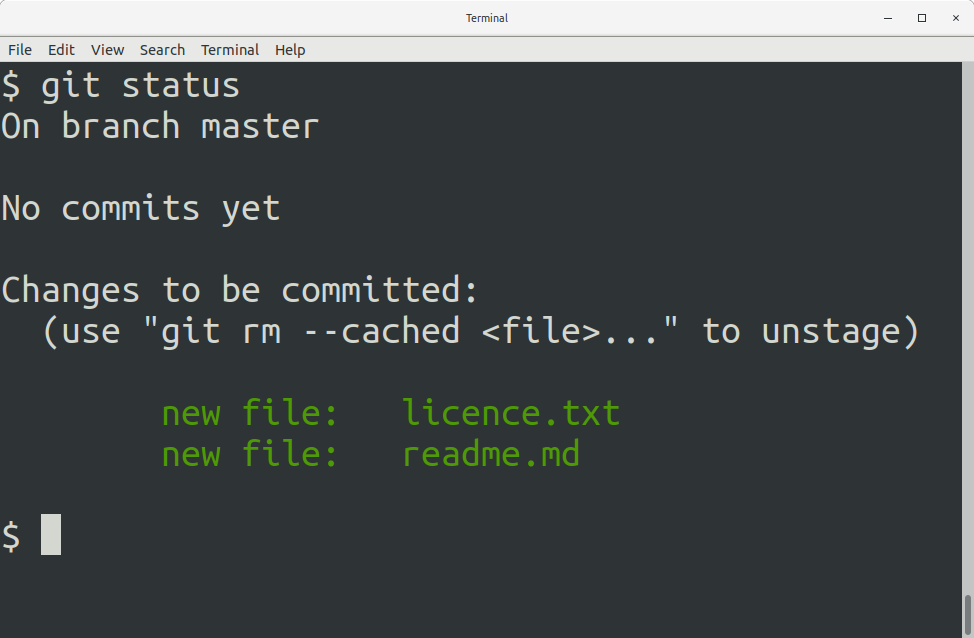 Terminal
File Edit View Search Terminal Help
$ git status
On branch master
No commits yet
Changes to be committed:
(use "git rm --cached <file>..." to unstage)
new file: licence.txt
new file: readme.md
$